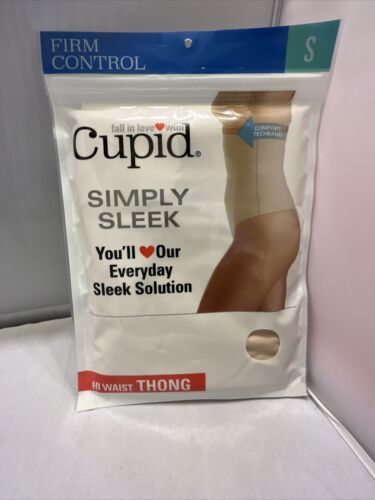 FIRM
CONTROL
S
fall in love❤with
Cupid®
COMFORT
TECHBAND
SIMPLY
SLEEK
You'll ❤Our
Everyday
Sleek Solution
HI WAIST THONG